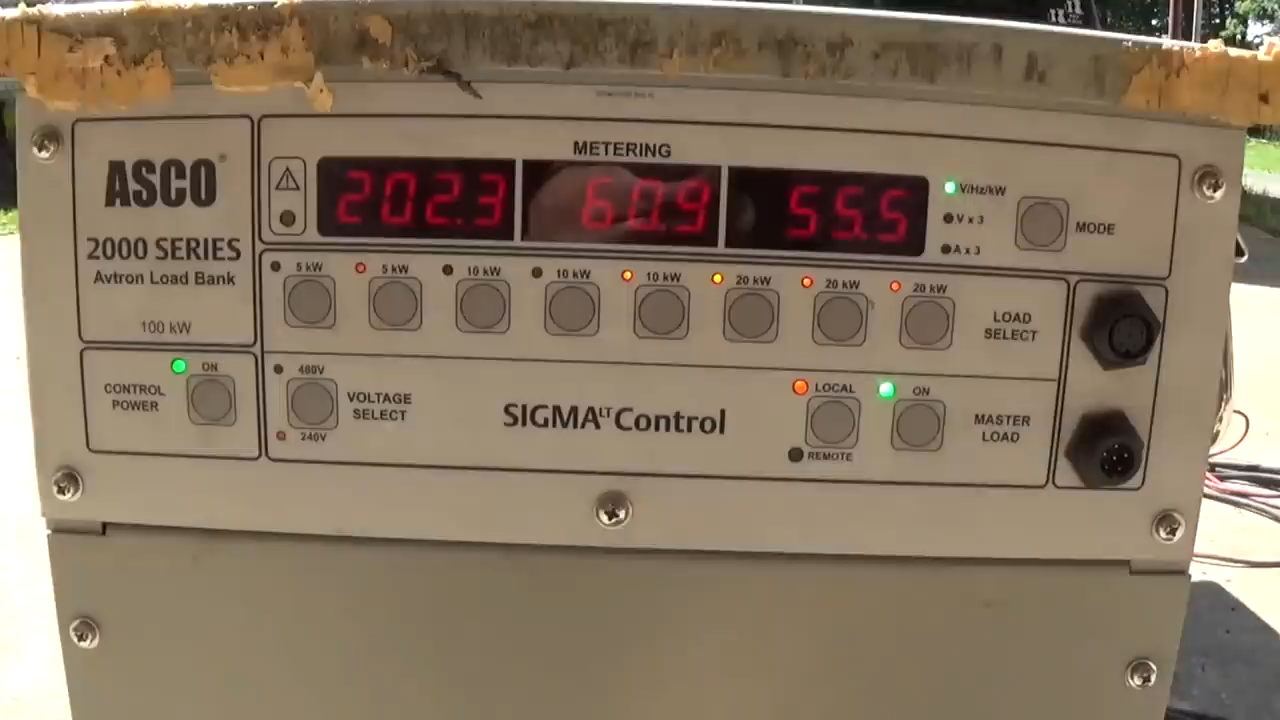 ASCO®
2000 SERIES
Avtron Load Bank
100 kW
CONTROL
POWER
ON
METERING
202.3 60.9 55.5
V/Hz/kW
V x 3
A x 3
MODE
5 kW 5 kW 10 kW 10 kW 10 kW 20 kW 20 kW 20 kW
LOAD
SELECT
480V
240V
VOLTAGE
SELECT
SIGMA LT Control
LOCAL
REMOTE
ON
MASTER
LOAD